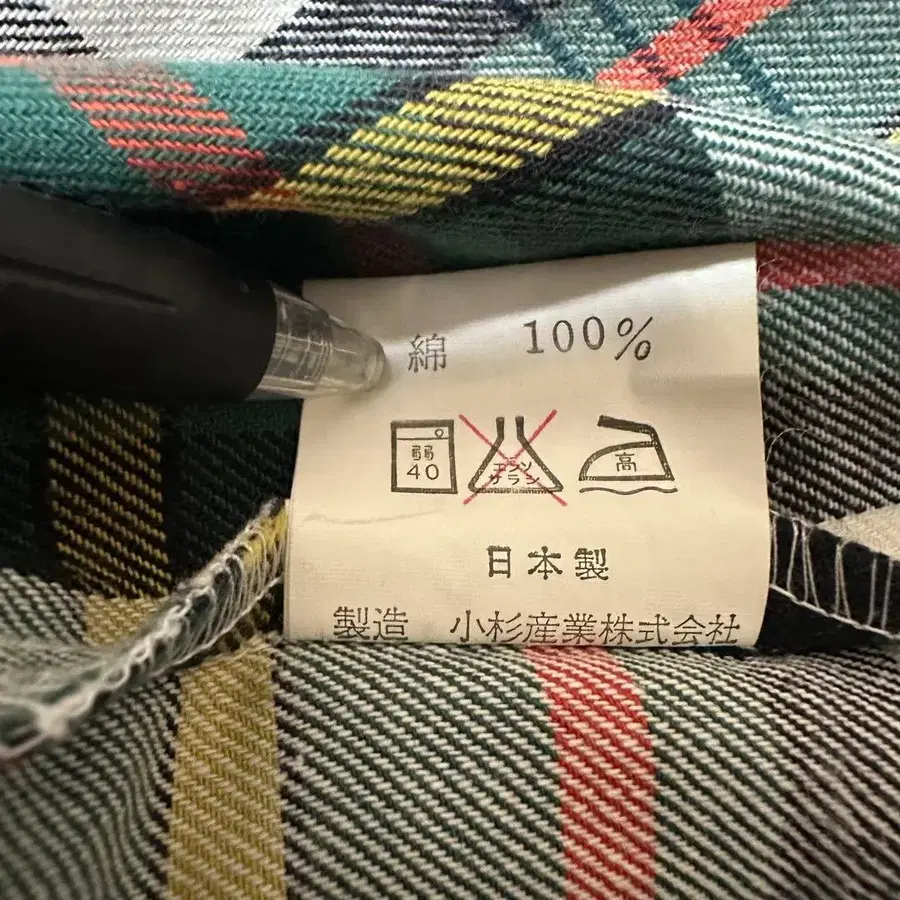 綿 100%
弱 40
エンソサラシ
高
日本製
製造 小杉産業株式会社